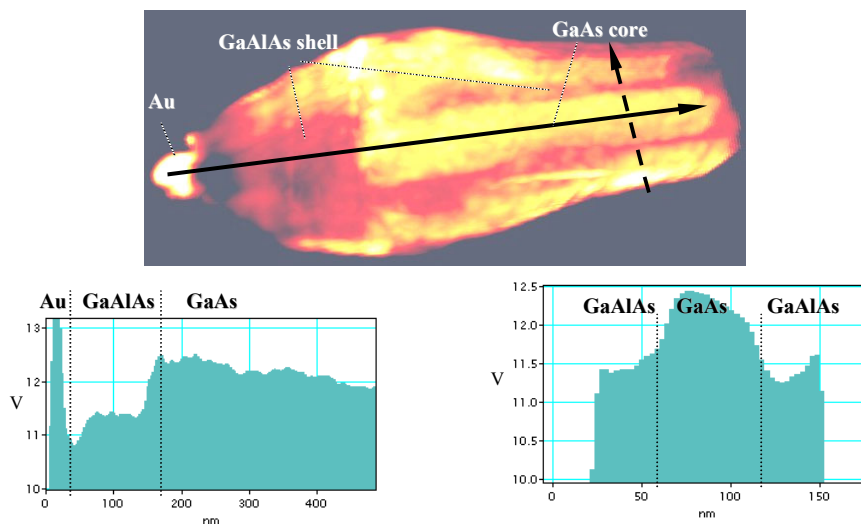 GaAlAs shell
GaAs core
Au
Au GaAlAs GaAs
13
12
V
11
10
0 100 200 300 400
nm
12.5
GaAlAs GaAs GaAlAs
12.0
11.5
V
11.0
10.5
10.0
0 50 100 150
nm